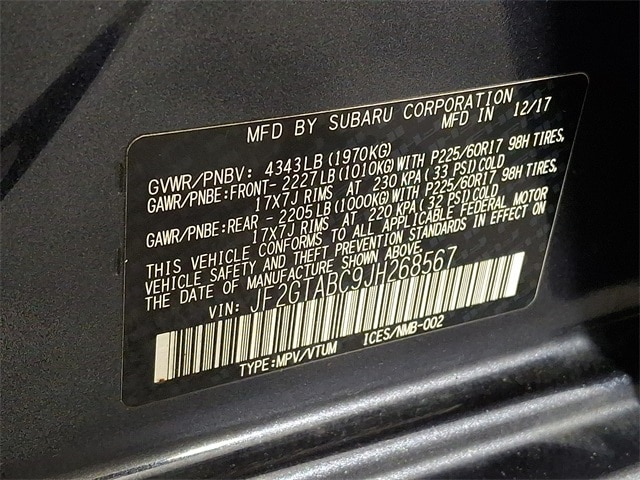 MFD BY SUBARU CORPORATION
MFD IN 12/17
GVWR/PNBV: 4343LB (1970KG)
GAWR/PNBE:FRONT- 2227LB (1010KG) WITH P225/60R17 98H TIRES,
17X7J RIMS AT 230 KPA (33 PSI) COLD
GAWR/PNBE:REAR - 2205LB (1000KG) WITH P225/60R17 98H TIRES,
17X7J RIMS AT 220 KPA (32 PSI) COLD
THIS VEHICLE CONFORMS TO ALL APPLICABLE FEDERAL MOTOR
VEHICLE SAFETY AND THEFT PREVENTION STANDARDS IN EFFECT ON
THE DATE OF MANUFACTURE SHOWN ABOVE.
VIN: JF2GTABC9JH268567
TYPE:MPV/VTUM ICES/NMB-002